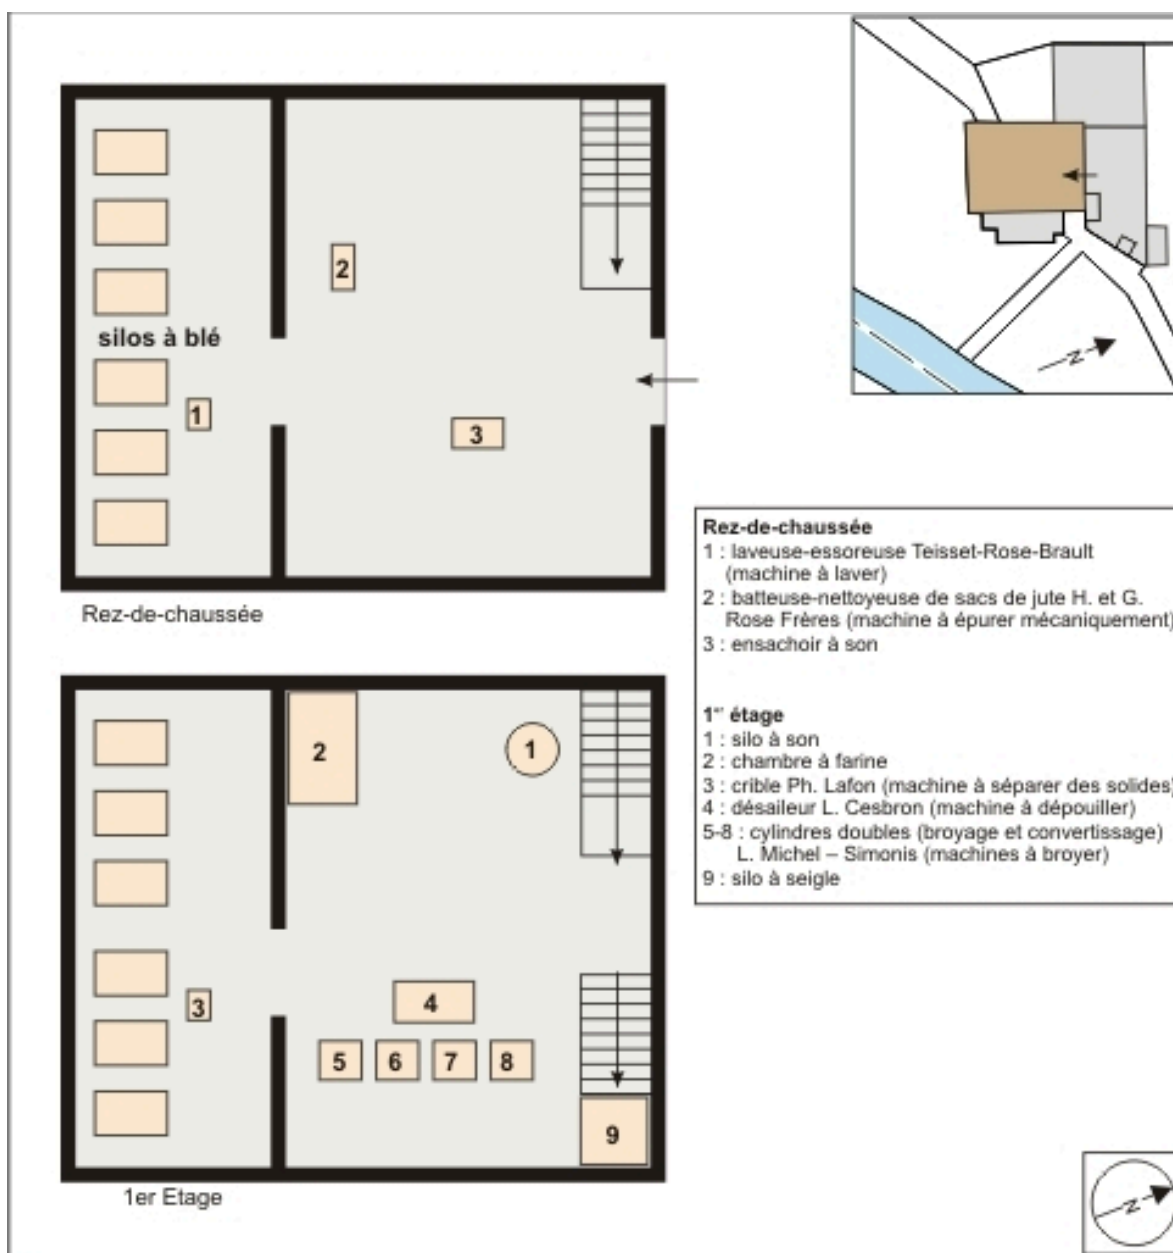 2
silos à blé
1
3
Rez-de-chaussée
N
Rez-de-chaussée
1 : laveuse-essoreuse Teisset-Rose-Brault
(machine à laver)
2 : batteuse-nettoyeuse de sacs de jute H. et G.
Rose Frères (machine à épurer mécaniquement)
3 : ensachoir à son
1er étage
1 : silo à son
2 : chambre à farine
3 : crible Ph. Lafon (machine à séparer des solides)
4 : désaileur L. Cesbron (machine à dépouiller)
5-8 : cylindres doubles (broyage et convertissage)
L. Michel – Simonis (machines à broyer)
9 : silo à seigle
2
1
3
4
5 6 7 8
9
1er Etage
N